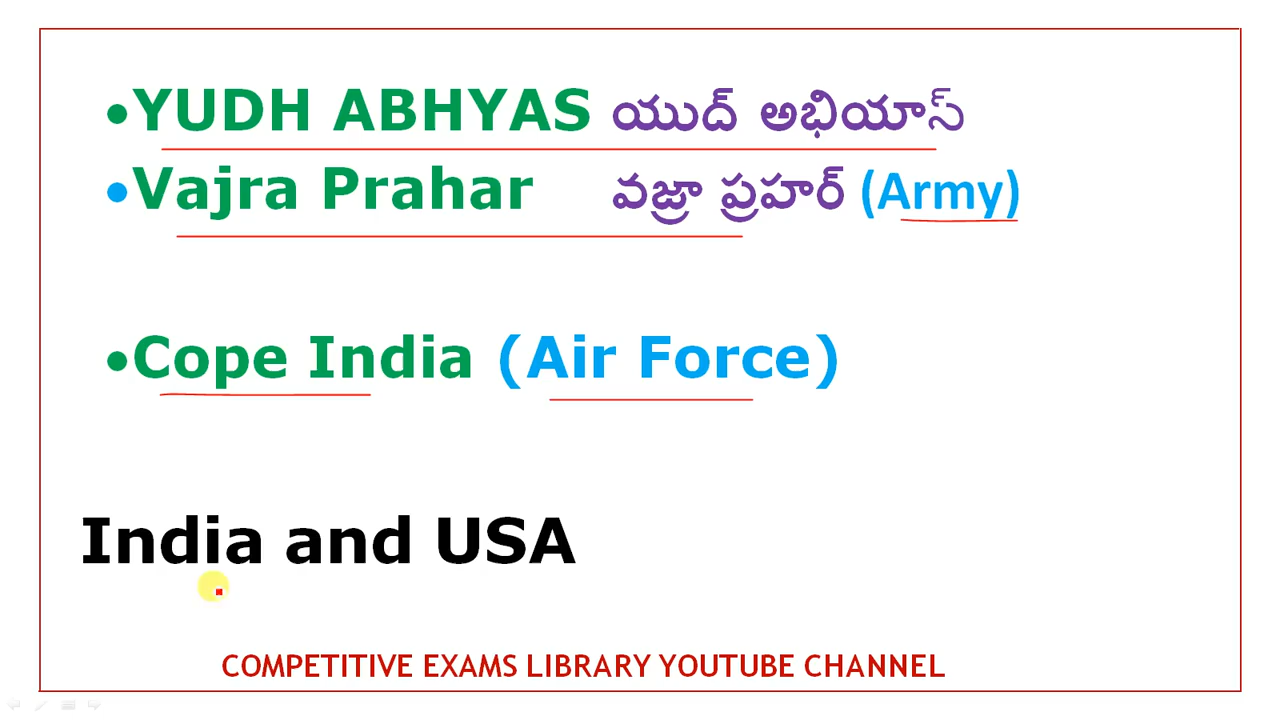 •YUDH ABHYAS యుద్ అభియాస్
•Vajra Prahar వజ్రా ప్రహర్ (Army)
•Cope India (Air Force)
India and USA
COMPETITIVE EXAMS LIBRARY YOUTUBE CHANNEL